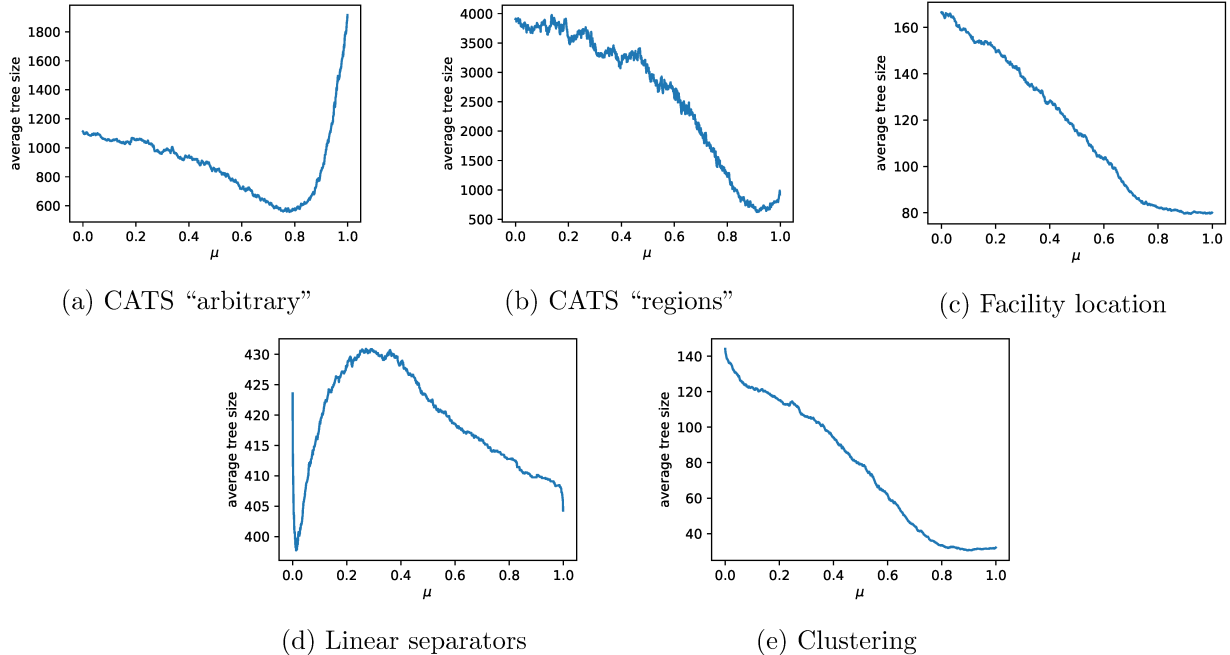 1800
1600
1400
1200
1000
800
600
average tree size
0.0 0.2 0.4 0.6 0.8 1.0
μ
(a) CATS “arbitrary”
4000
3500
3000
2500
2000
1500
1000
500
average tree size
0.0 0.2 0.4 0.6 0.8 1.0
μ
(b) CATS “regions”
160
140
120
100
80
average tree size
0.0 0.2 0.4 0.6 0.8 1.0
μ
(c) Facility location
430
425
420
415
410
405
400
average tree size
0.0 0.2 0.4 0.6 0.8 1.0
μ
(d) Linear separators
140
120
100
80
60
40
average tree size
0.0 0.2 0.4 0.6 0.8 1.0
μ
(e) Clustering